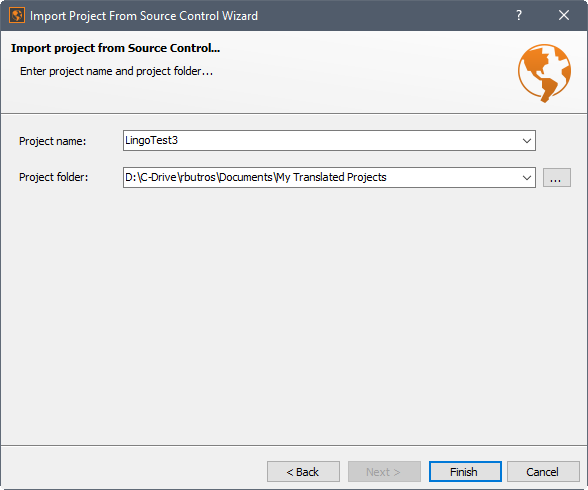 Import Project From Source Control Wizard
?
Import project from Source Control...
Enter project name and project folder...
Project name:
LingoTest3
Project folder:
D:\C-Drive\rbutros\Documents\My Translated Projects
...
< Back
Next >
Finish
Cancel